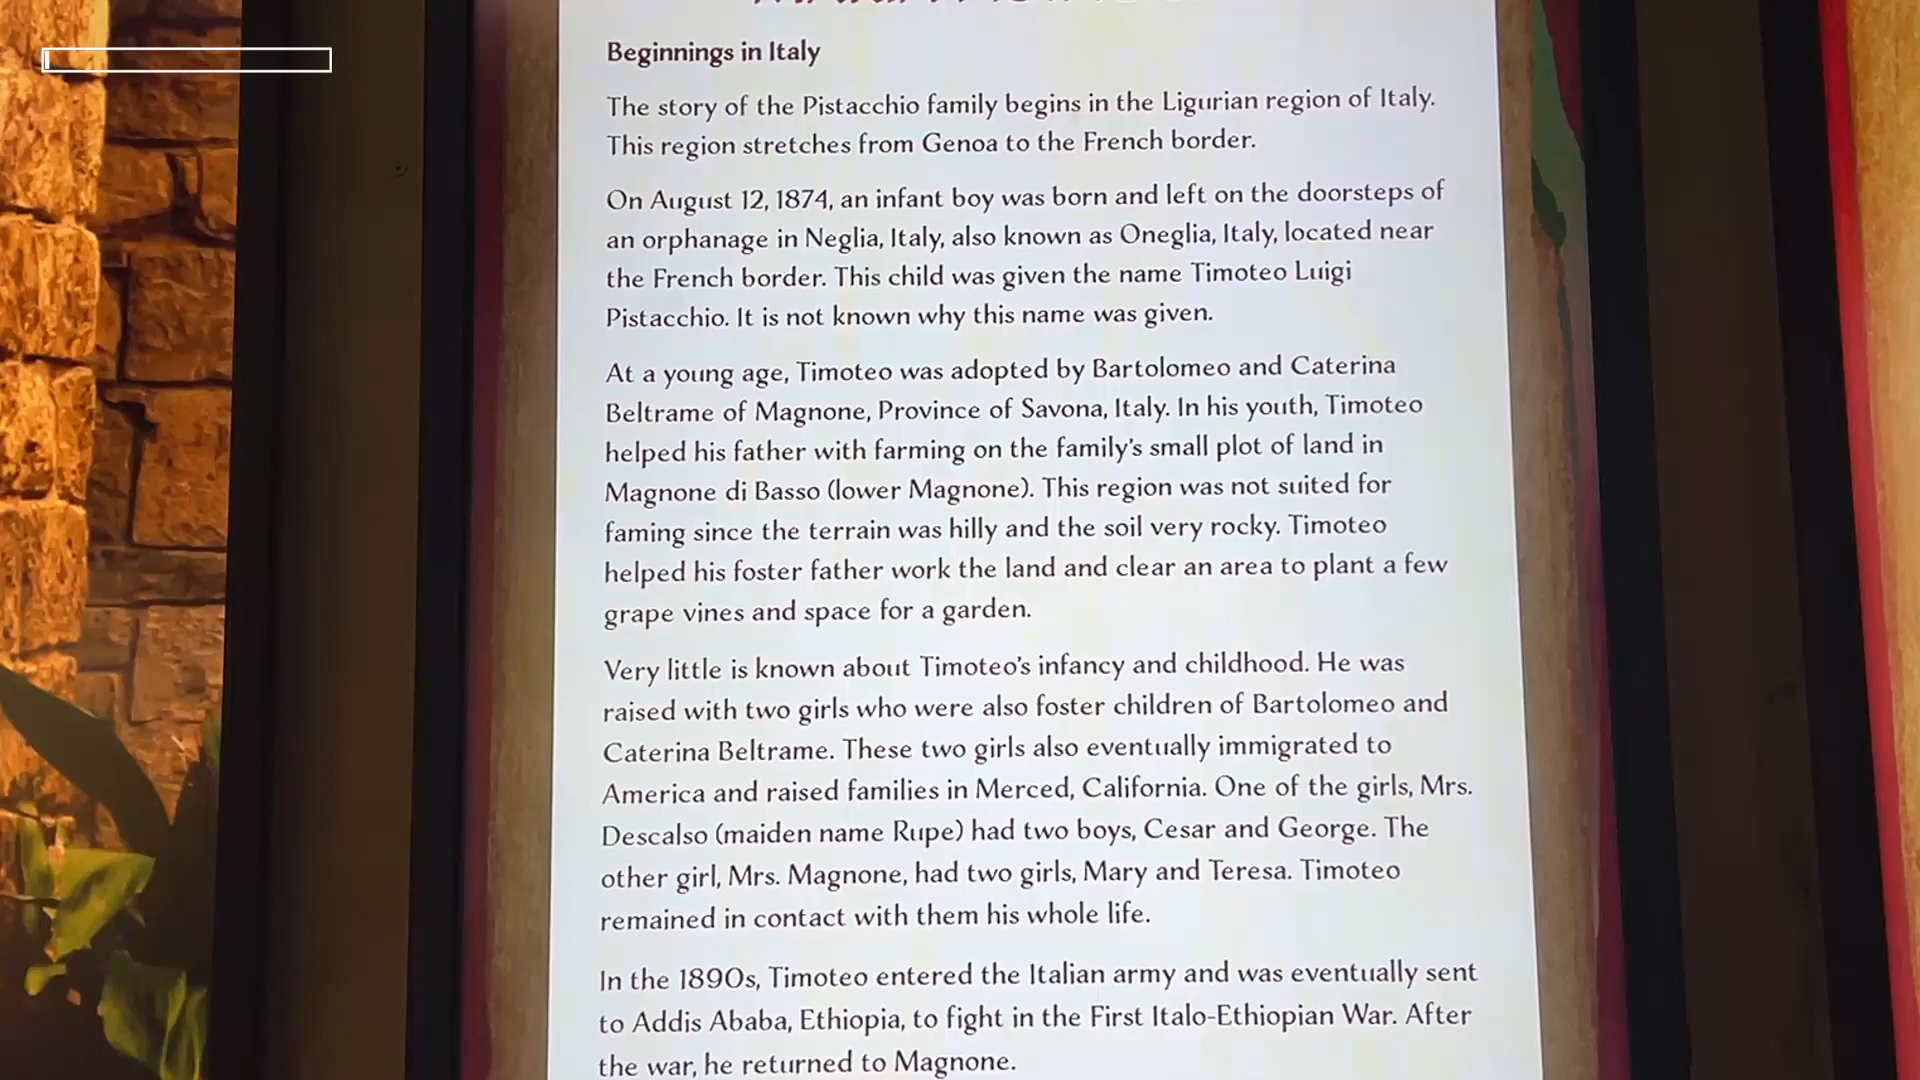 Beginnings in Italy
The story of the Pistacchio family begins in the Ligurian region of Italy.
This region stretches from Genoa to the French border.
On August 12, 1874, an infant boy was born and left on the doorsteps of
an orphanage in Neglia, Italy, also known as Oneglia, Italy, located near
the French border. This child was given the name Timoteo Luigi
Pistacchio. It is not known why this name was given.
At a young age, Timoteo was adopted by Bartolomeo and Caterina
Beltrame of Magnone, Province of Savona, Italy. In his youth, Timoteo
helped his father with farming on the family's small plot of land in
Magnone di Basso (lower Magnone). This region was not suited for
faming since the terrain was hilly and the soil very rocky. Timoteo
helped his foster father work the land and clear an area to plant a few
grape vines and space for a garden.
Very little is known about Timoteo's infancy and childhood. He was
raised with two girls who were also foster children of Bartolomeo and
Caterina Beltrame. These two girls also eventually immigrated to
America and raised families in Merced, California. One of the girls, Mrs.
Descalso (maiden name Rupe) had two boys, Cesar and George. The
other girl, Mrs. Magnone, had two girls, Mary and Teresa. Timoteo
remained in contact with them his whole life.
In the 1890s, Timoteo entered the Italian army and was eventually sent
to Addis Ababa, Ethiopia, to fight in the First Italo-Ethiopian War. After
the war, he returned to Magnone.